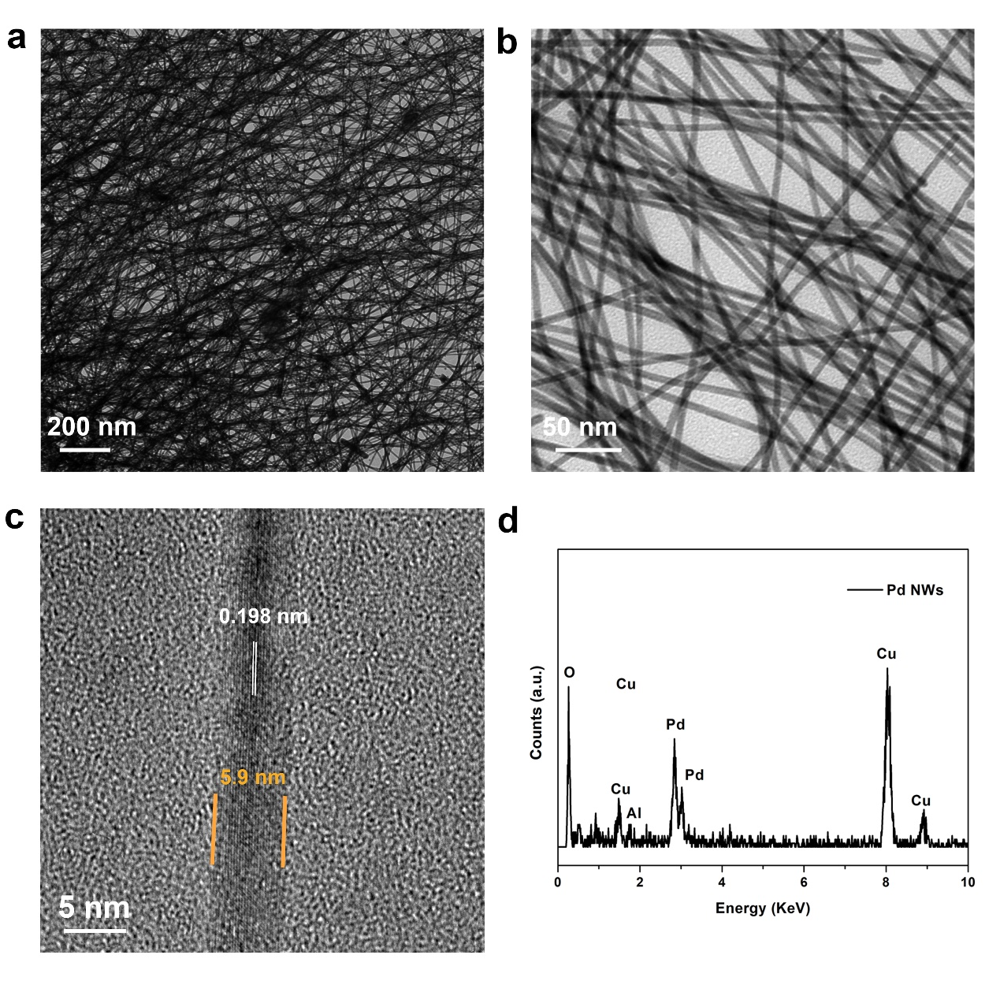 a
200 nm
b
50 nm
c
0.198 nm
5.9 nm
5 nm
d
Pd NWs
Counts (a.u.)
O
Cu
Cu
Al
Pd
Pd
Cu
Cu
0
2
4
6
8
10
Energy (KeV)